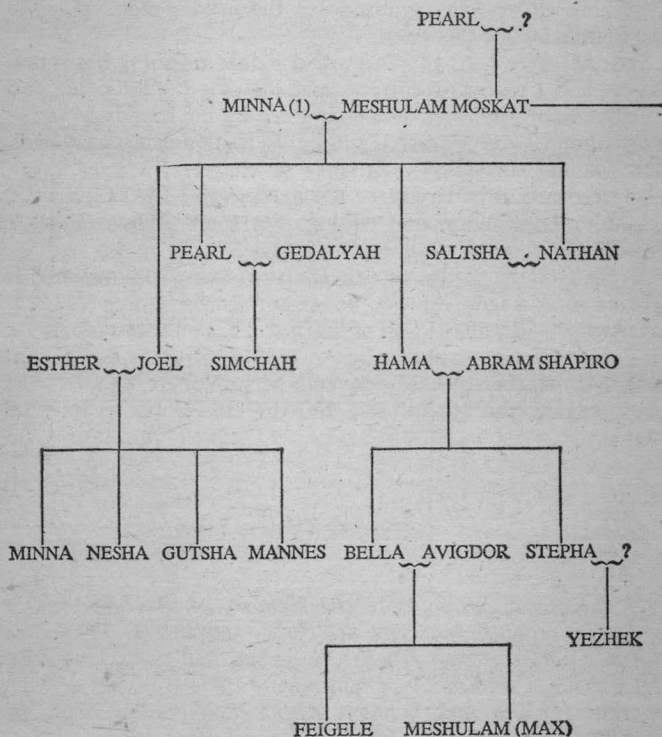 PEARL ?
MINNA (1) MESHULAM MOSKAT
PEARL GEDALYAH SALTSHA NATHAN
ESTHER JOEL SIMCHAH HAMA ABRAM SHAPIRO
MINNA NESHA GUTSHA MANNES BELLA AVIGDOR STEPHA ?
YEZHEK
FEIGELE MESHULAM (MAX)